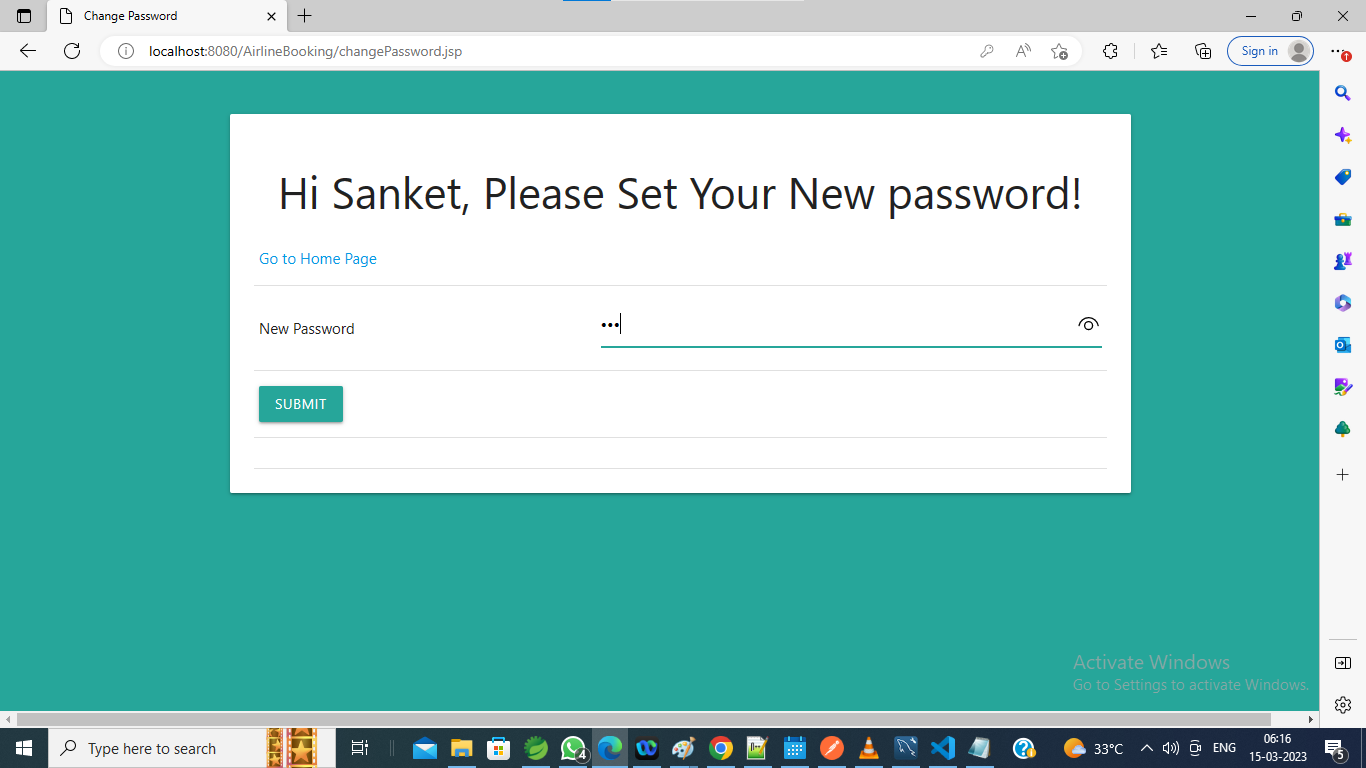 Change Password
localhost:8080/AirlineBooking/changePassword.jsp
Sign in
Hi Sanket, Please Set Your New password!
Go to Home Page
New Password
SUBMIT
Activate Windows
Go to Settings to activate Windows.
Type here to search
4
33°C
ENG
06:16
15-03-2023
5